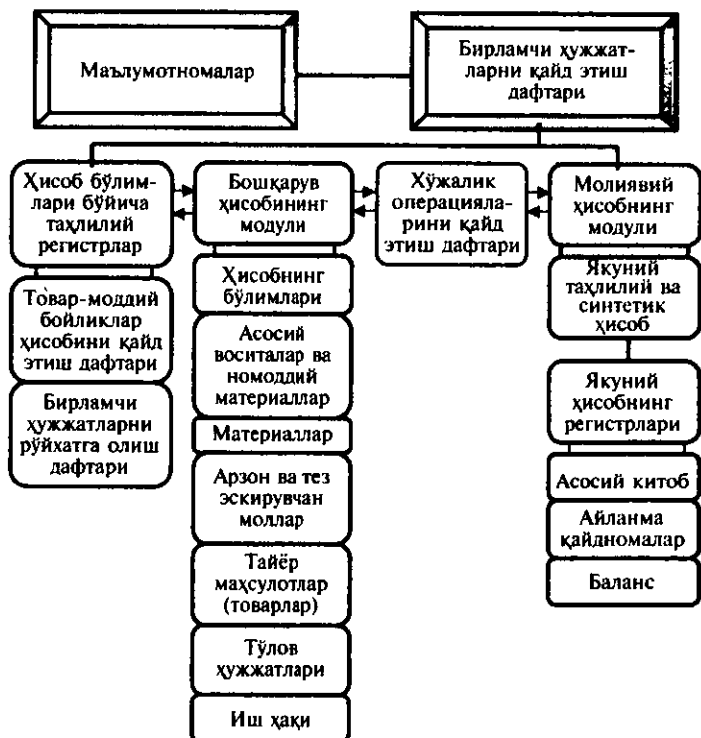 Маълумотномалар
Бирламчи ҳужжат-
ларни қайд этиш
дафтари
Ҳисоб бўлим-
лари бўйича
таҳлилий
регистрлар
Товар-моддий
бойликлар
ҳисобини қайд
этиш дафтари
Бирламчи
ҳужжатларни
рўйхатга олиш
дафтари
Бошқарув
ҳисобининг
модули
Ҳисобнинг
бўлимлари
Асосий
воситалар ва
номоддий
материаллар
Материаллар
Арзон ва тез
эскирувчан
моллар
Тайёр
маҳсулотлар
(товарлар)
Тўлов
ҳужжатлари
Иш ҳақи
Хўжалик
операцияла-
рини қайд
этиш дафтари
Молиявий
ҳисобнинг
модули
Якуний
таҳлилий ва
синтетик
ҳисоб
Якуний
ҳисобнинг
регистрлари
Асосий китоб
Айланма
қайдномалар
Баланс